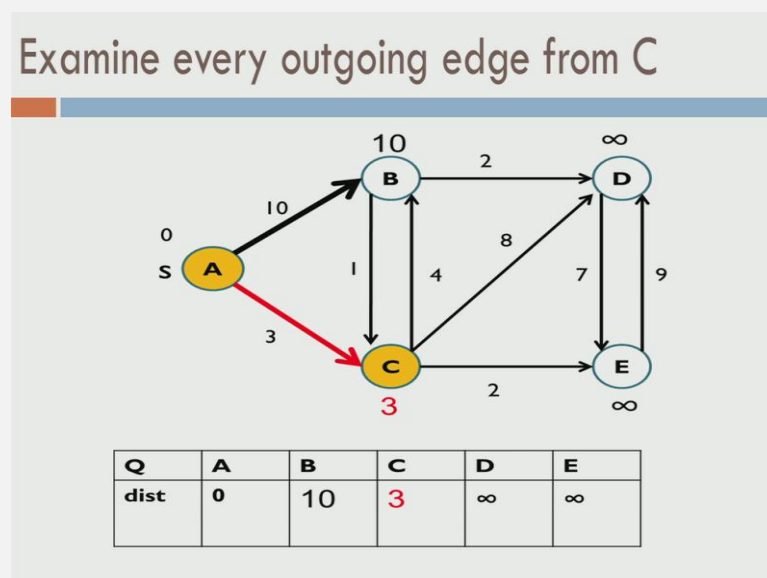 Examine every outgoing edge from C
10
∞
B
2
D
10
0
8
S
A
1
4
7
9
3
C
E
2
3
∞
Q A B C D E
dist 0 10 3 ∞ ∞